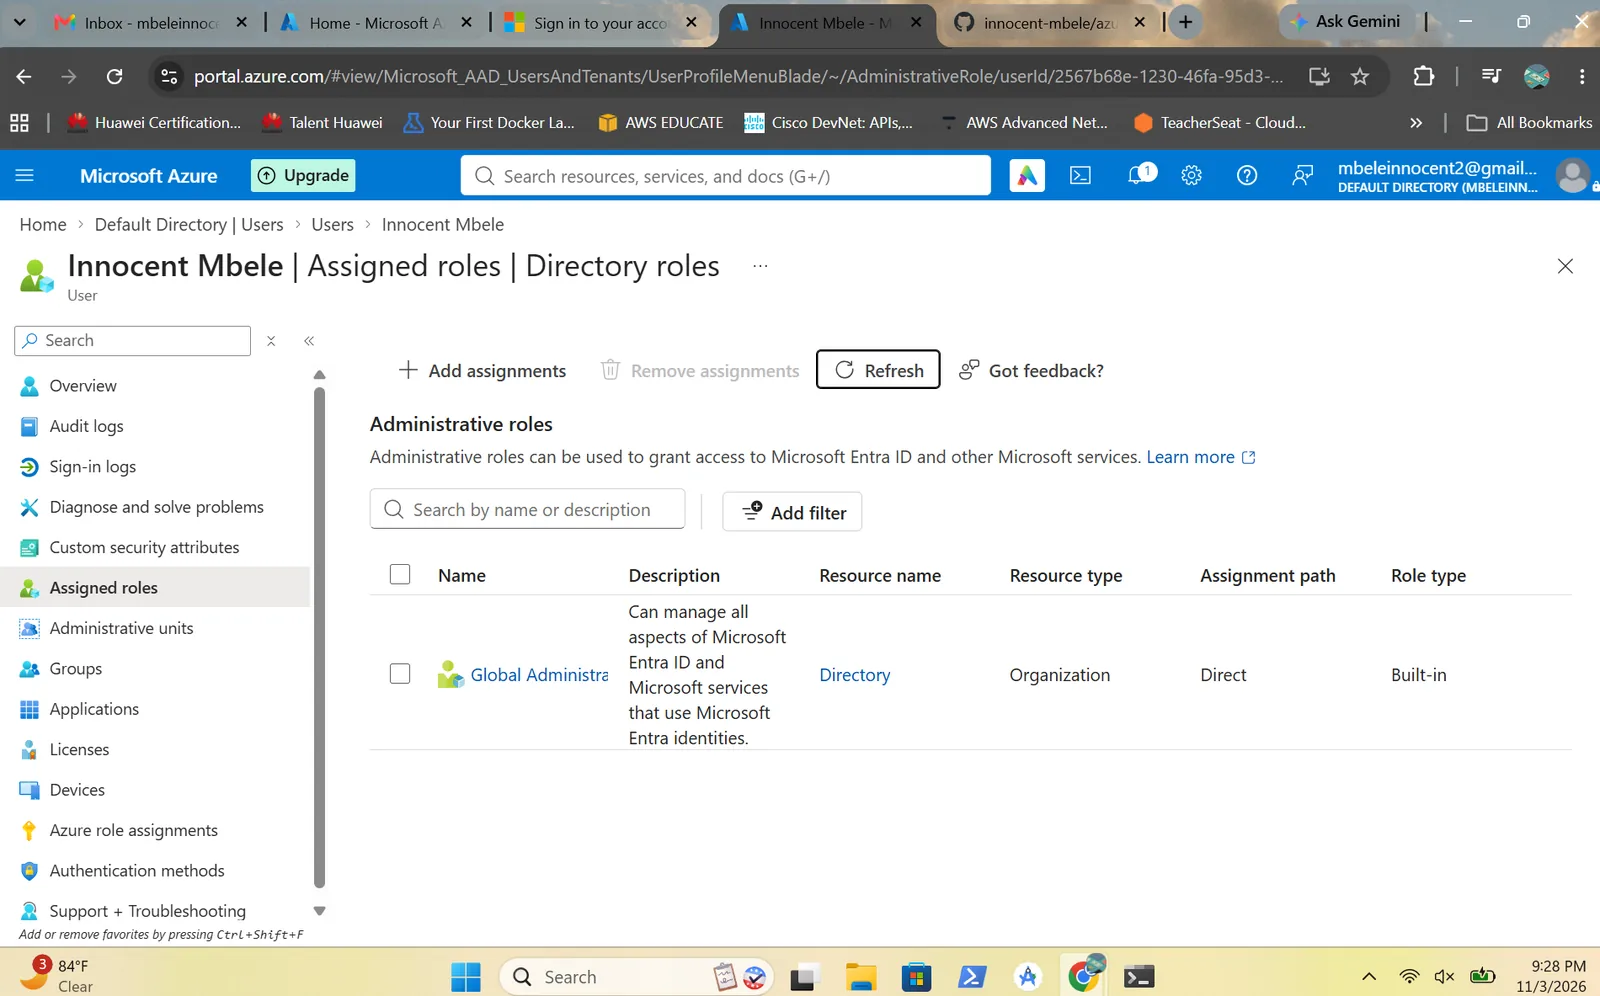 Inbox - mbeleinnoce
Home - Microsoft A
Sign in to your acco
Innocent Mbele - M
innocent-mbele/azu
Ask Gemini
portal.azure.com/#view/Microsoft_AAD_UsersAndTenants/UserProfileMenuBlade/~/AdministrativeRole/userId/2567b68e-1230-46fa-95d3-...
Huawei Certification...
Talent Huawei
Your First Docker La...
AWS EDUCATE
Cisco DevNet: APIs,...
AWS Advanced Net...
TeacherSeat - Cloud...
All Bookmarks
Microsoft Azure
Upgrade
Search resources, services, and docs (G+/)
1
mbeleinnocent2@gmail...
DEFAULT DIRECTORY (MBELEINN...
Home > Default Directory | Users > Users > Innocent Mbele
Innocent Mbele | Assigned roles | Directory roles
User
Search
Overview
Audit logs
Sign-in logs
Diagnose and solve problems
Custom security attributes
Assigned roles
Administrative units
Groups
Applications
Licenses
Devices
Azure role assignments
Authentication methods
Support + Troubleshooting
Add or remove favorites by pressing Ctrl+Shift+F
Add assignments
Remove assignments
Refresh
Got feedback?
Administrative roles
Administrative roles can be used to grant access to Microsoft Entra ID and other Microsoft services. Learn more
Search by name or description
Add filter
Name Description Resource name Resource type Assignment path Role type
Global Administra
Can manage all
aspects of Microsoft
Entra ID and
Microsoft services
that use Microsoft
Entra identities.
Directory
Organization
Direct
Built-in
3
84°F
Clear
Search
9:28 PM
11/3/2026